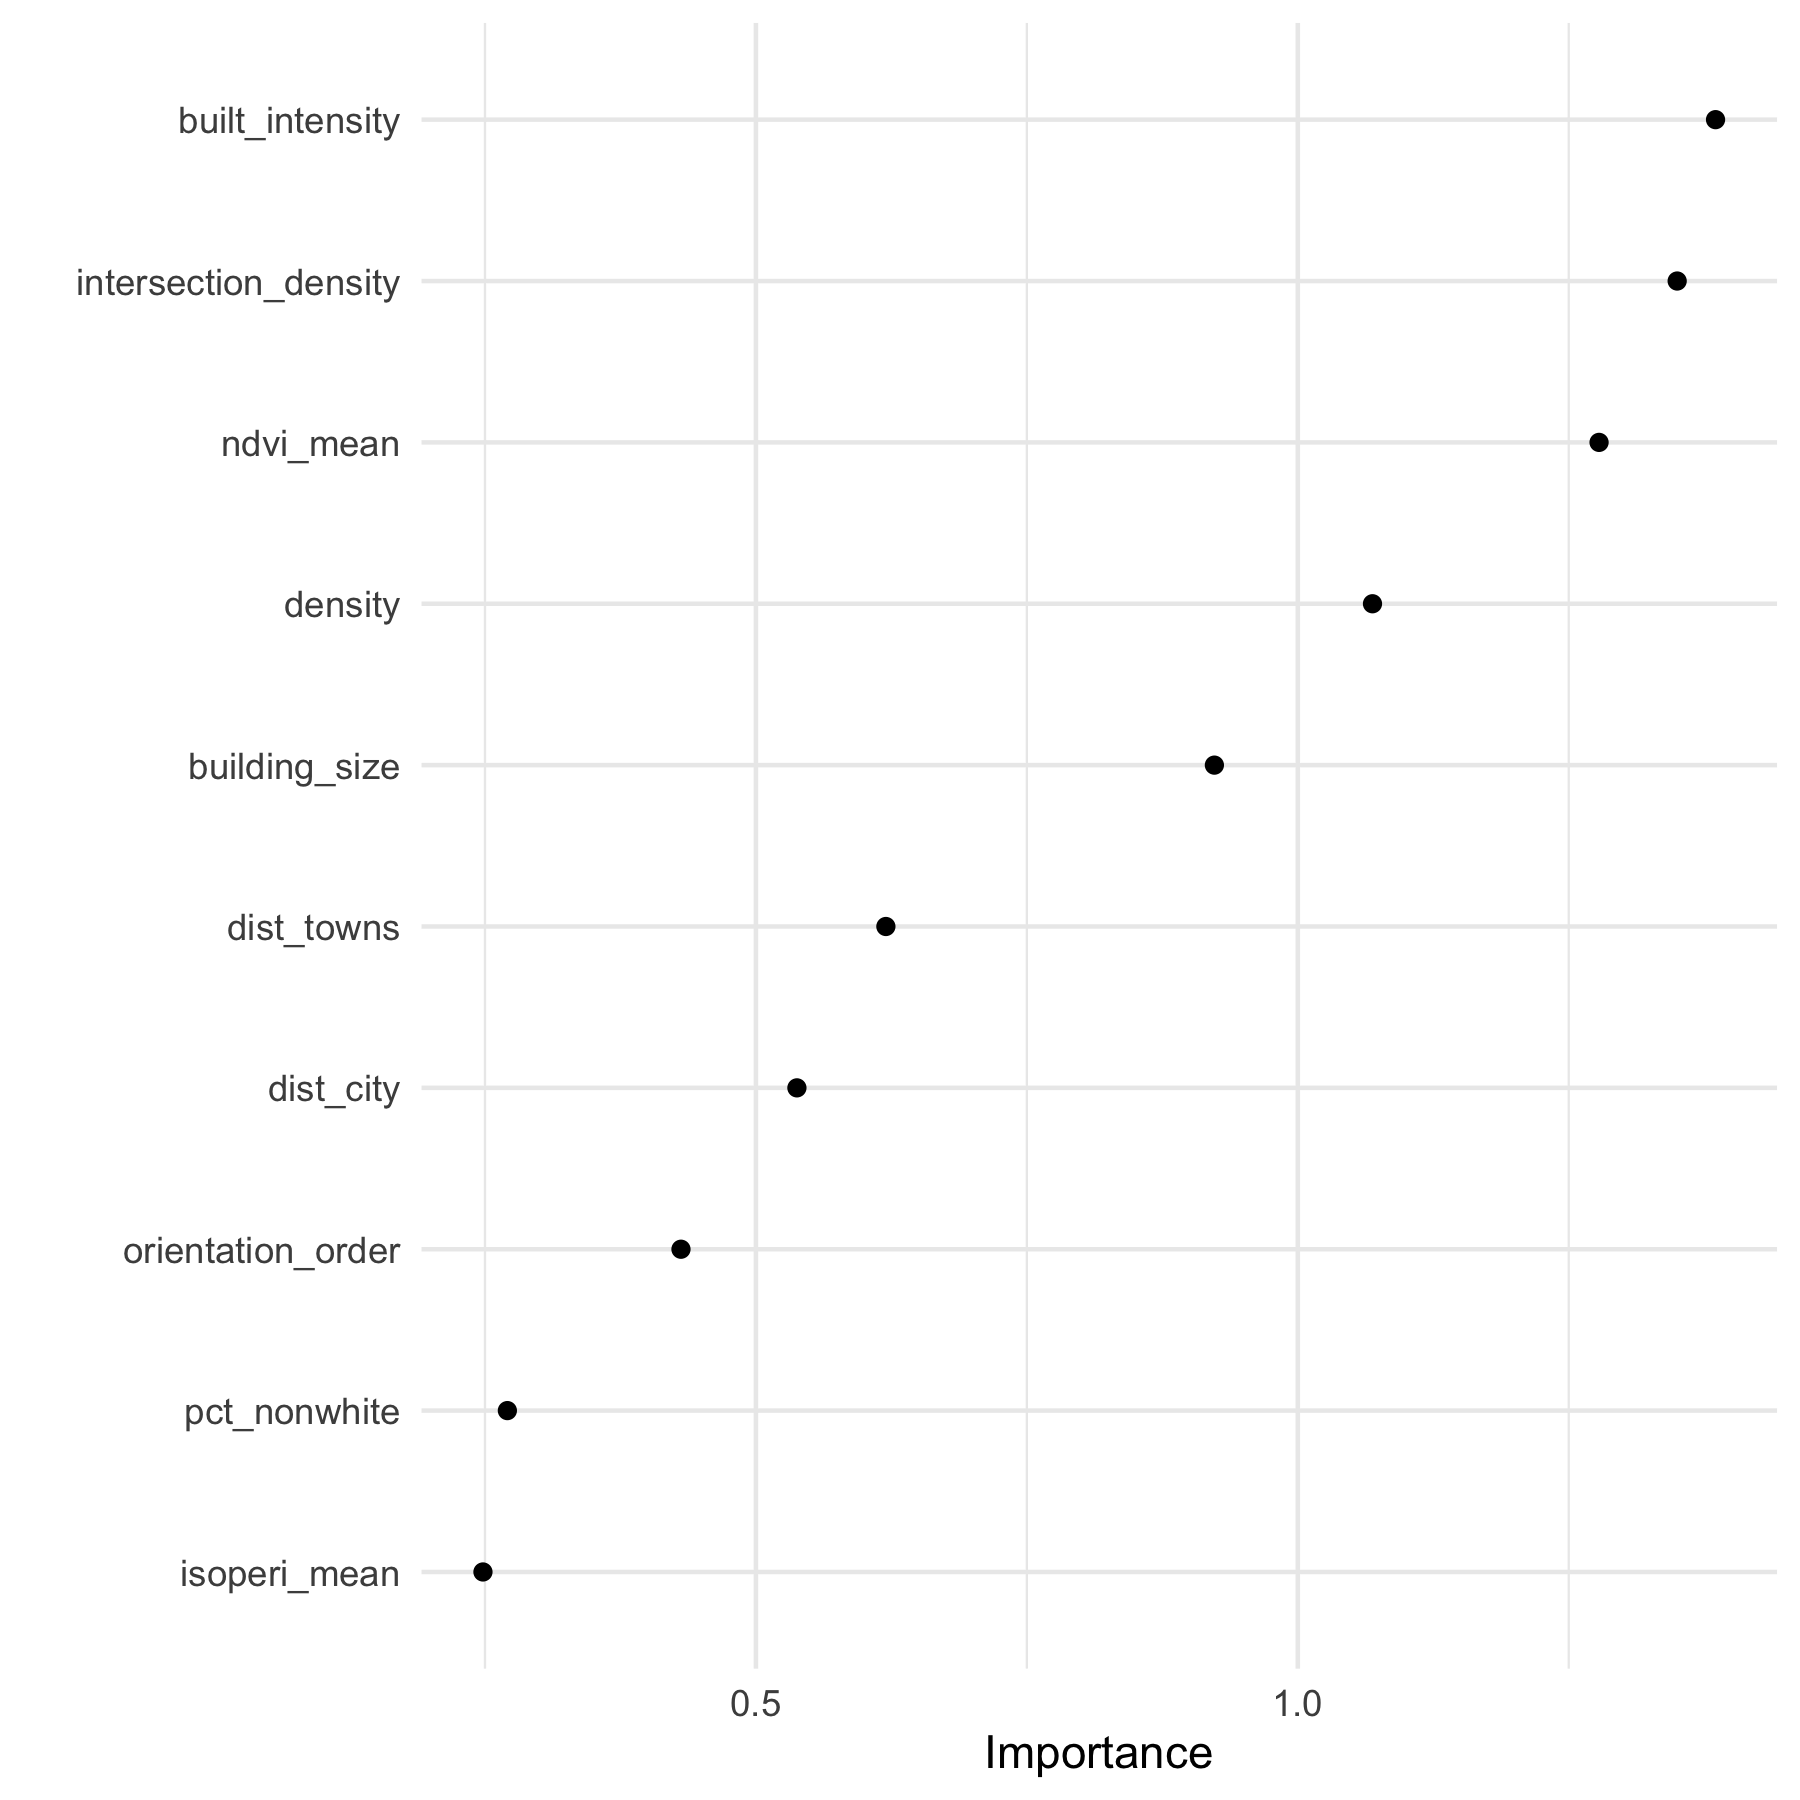 built_intensity
intersection_density
ndvi_mean
density
building_size
dist_towns
dist_city
orientation_order
pct_nonwhite
isoperi_mean
0.5 1.0
Importance